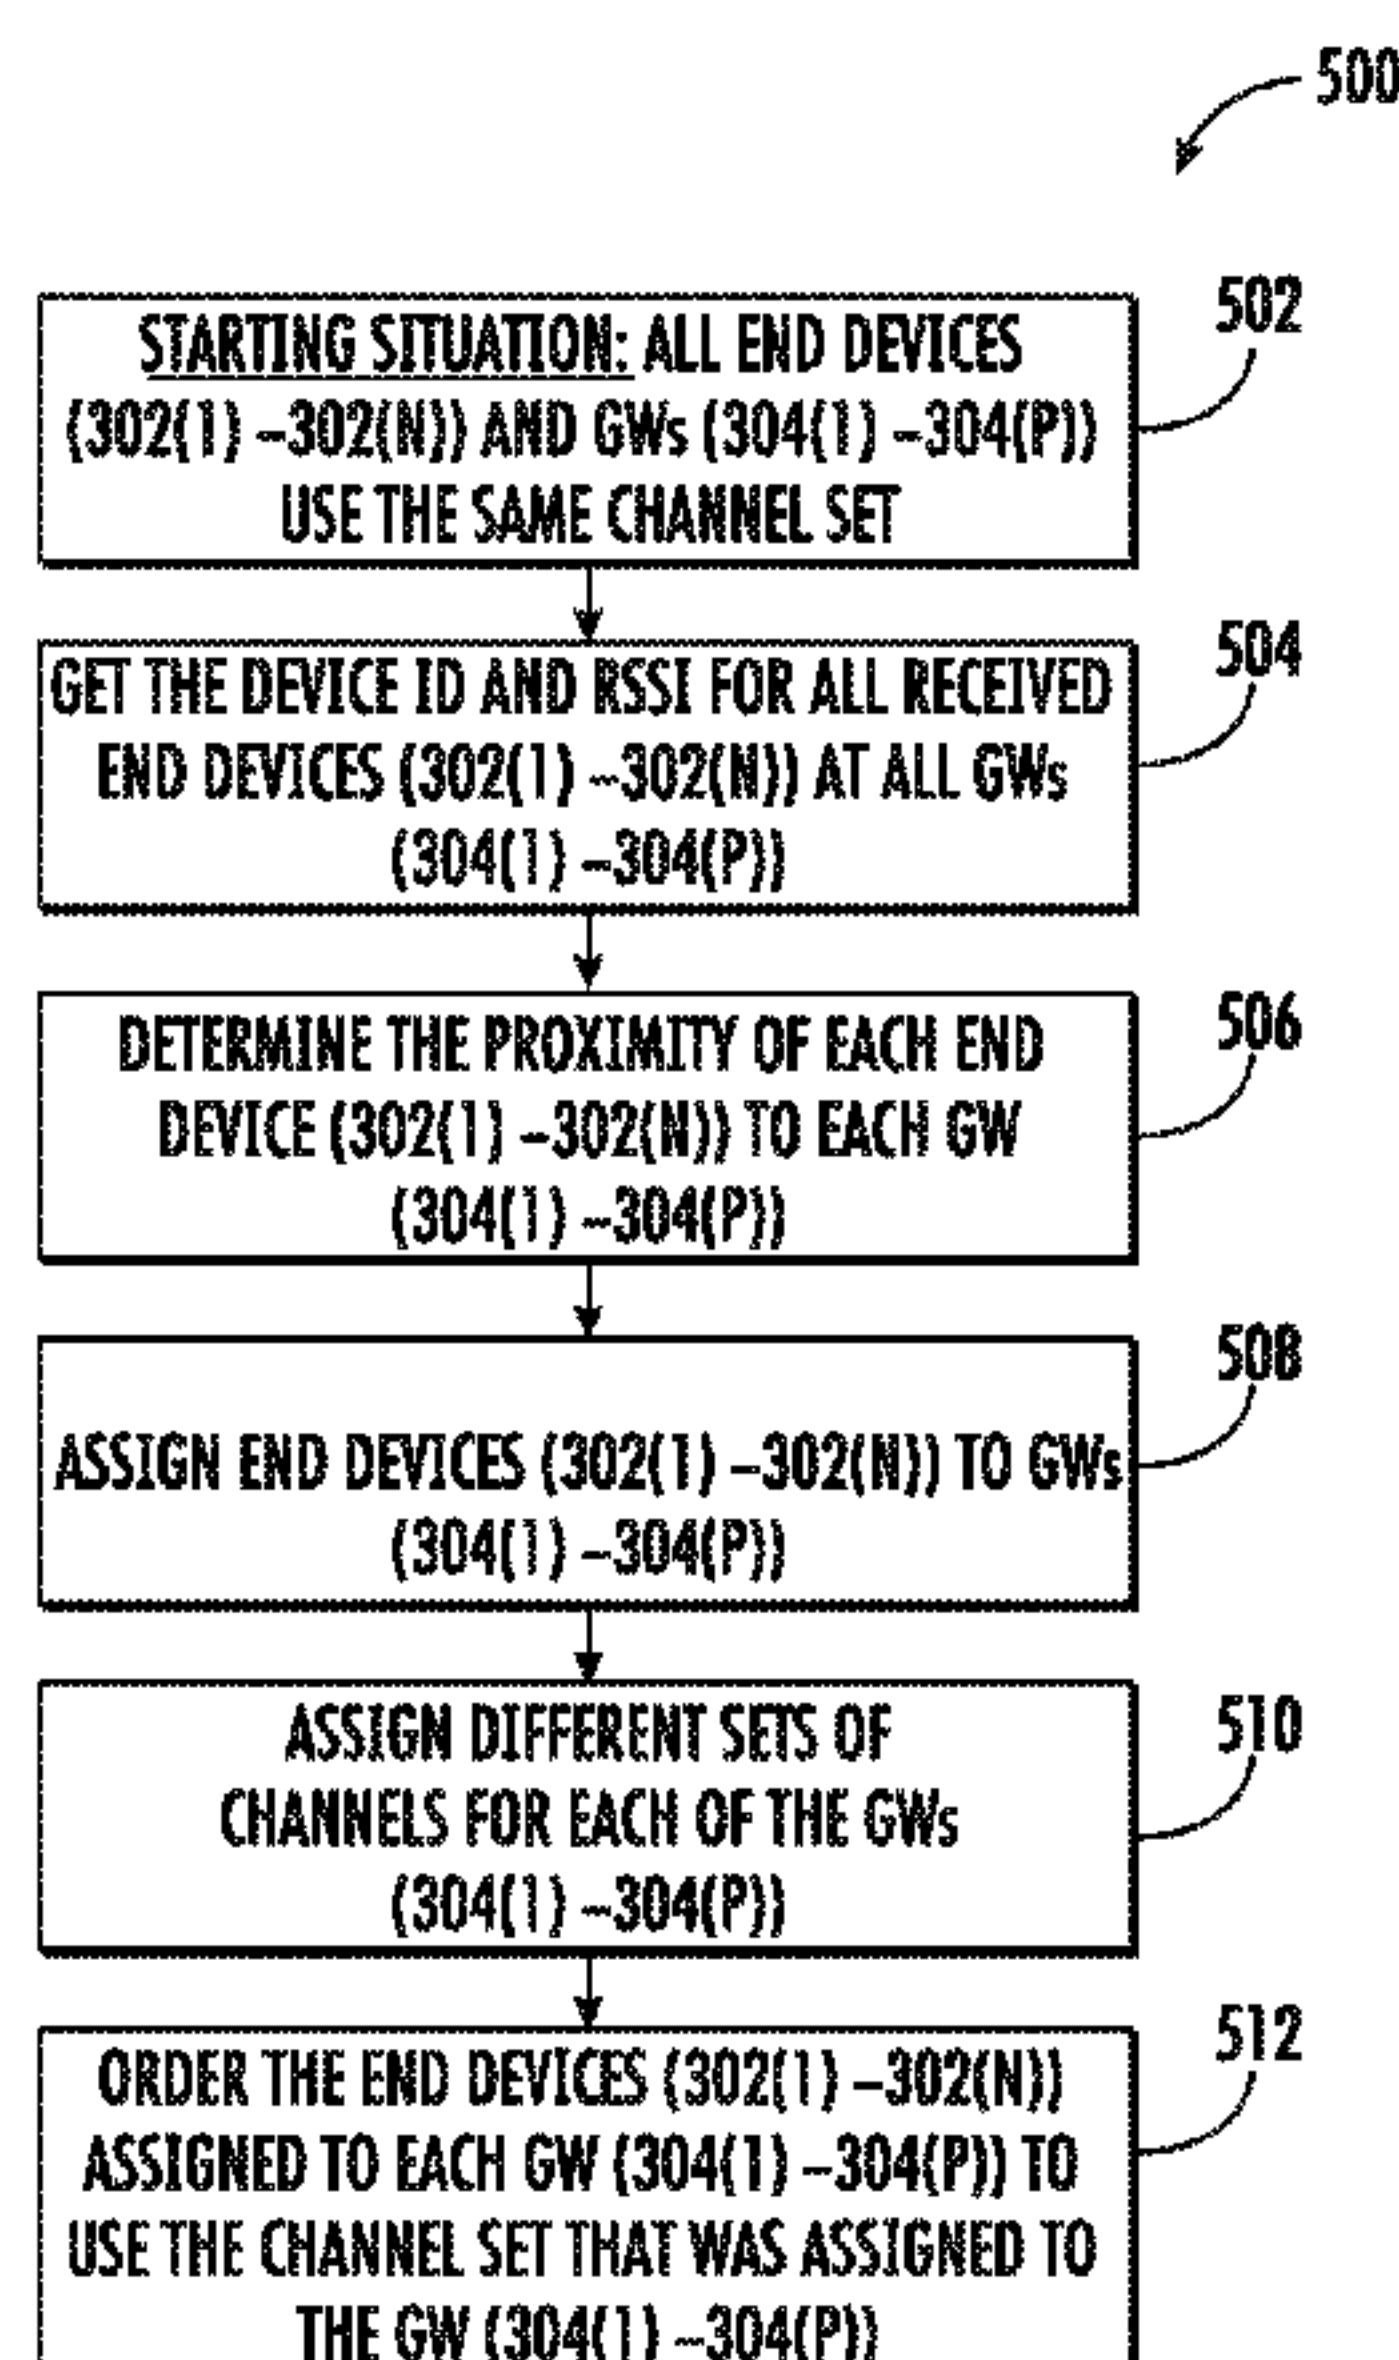 500
502
STARTING SITUATION: ALL END DEVICES
(302(1) -302(N)) AND GWs (304(1) -304(P))
USE THE SAME CHANNEL SET
504
GET THE DEVICE ID AND RSSI FOR ALL RECEIVED
END DEVICES (302(1) -302(N)) AT ALL GWs
(304(1) -304(P))
506
DETERMINE THE PROXIMITY OF EACH END
DEVICE (302(1) -302(N)) TO EACH GW
(304(1) -304(P))
508
ASSIGN END DEVICES (302(1) -302(N)) TO GWs
(304(1) -304(P))
510
ASSIGN DIFFERENT SETS OF
CHANNELS FOR EACH OF THE GWs
(304(1) -304(P))
512
ORDER THE END DEVICES (302(1) -302(N))
ASSIGNED TO EACH GW (304(1) -304(P)) TO
USE THE CHANNEL SET THAT WAS ASSIGNED TO
THE GW (304(1) -304(P))